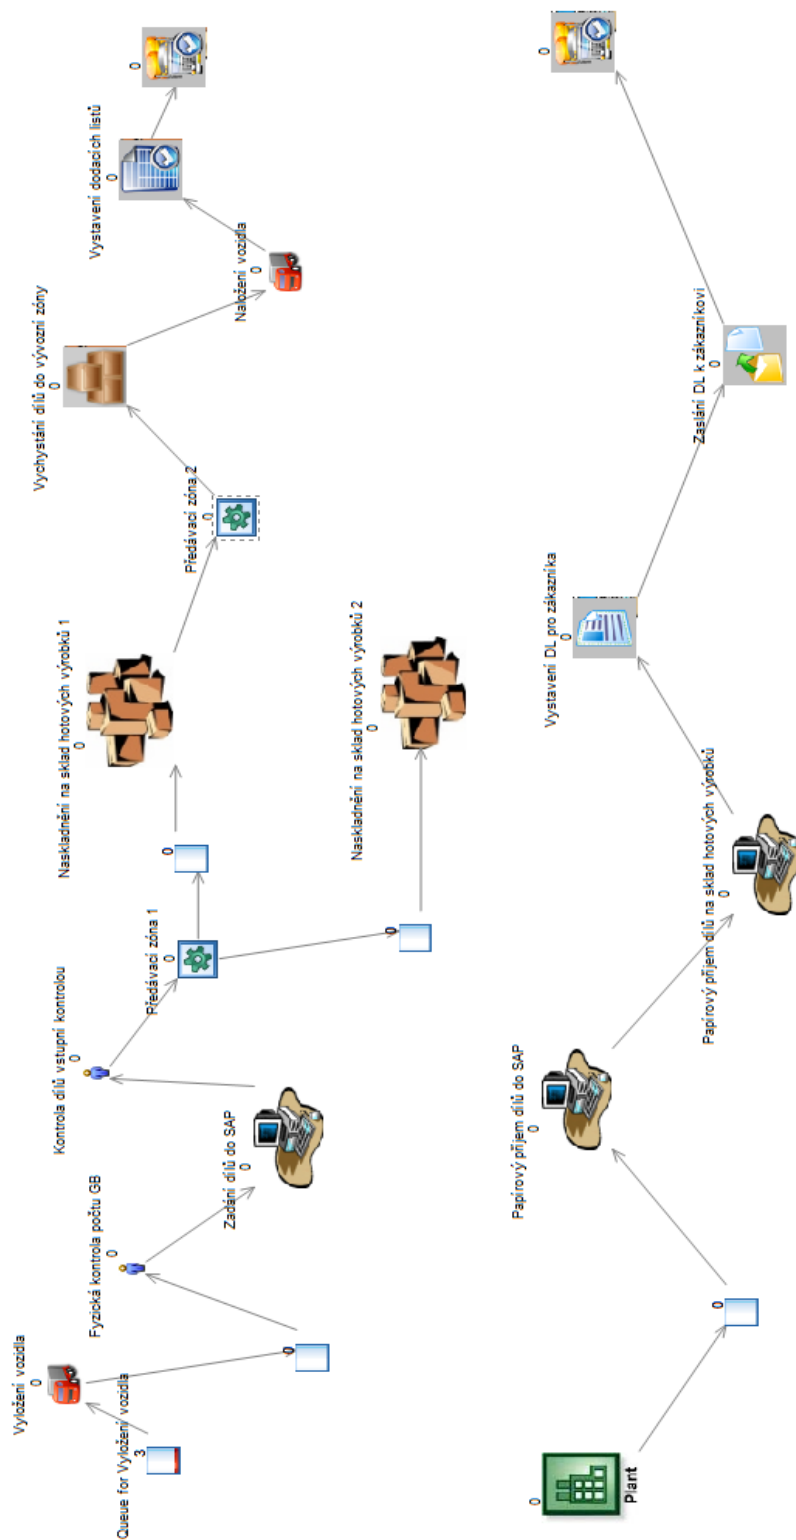 Queue for Vyložení vozidla
3
Vyložení vozidla
0
0
Fyzická kontrola počtu GB
0
Zadání dílů do SAP
0
Kontrola dílů vstupní kontrolou
0
Předávací zóna 1
0
0
0
Naskladnění na sklad hotových výrobků 1
0
Naskladnění na sklad hotových výrobků 2
0
Předávací zóna 2
0
Vychystání dílů do vývozní zóny
0
Naložení vozidla
0
Vystavení dodacích listů
0
0
0
Plant
0
Papírový příjem dílů do SAP
0
Papírový příjem dílů na sklad hotových výrobků
0
Vystavení DL pro zákazníka
0
Zaslání DL k zákazníkovi
0
0